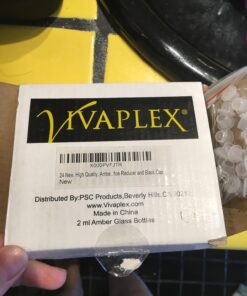 VIVAPLEX®
X00GPVFJTR
24 New, High Quality, Amber, Reducer and Black Cap
New
Distributed By:PSC Products,Beverly Hills, CA
www.Vivaplex.com
Made in China
2 ml Amber Glass Bottles